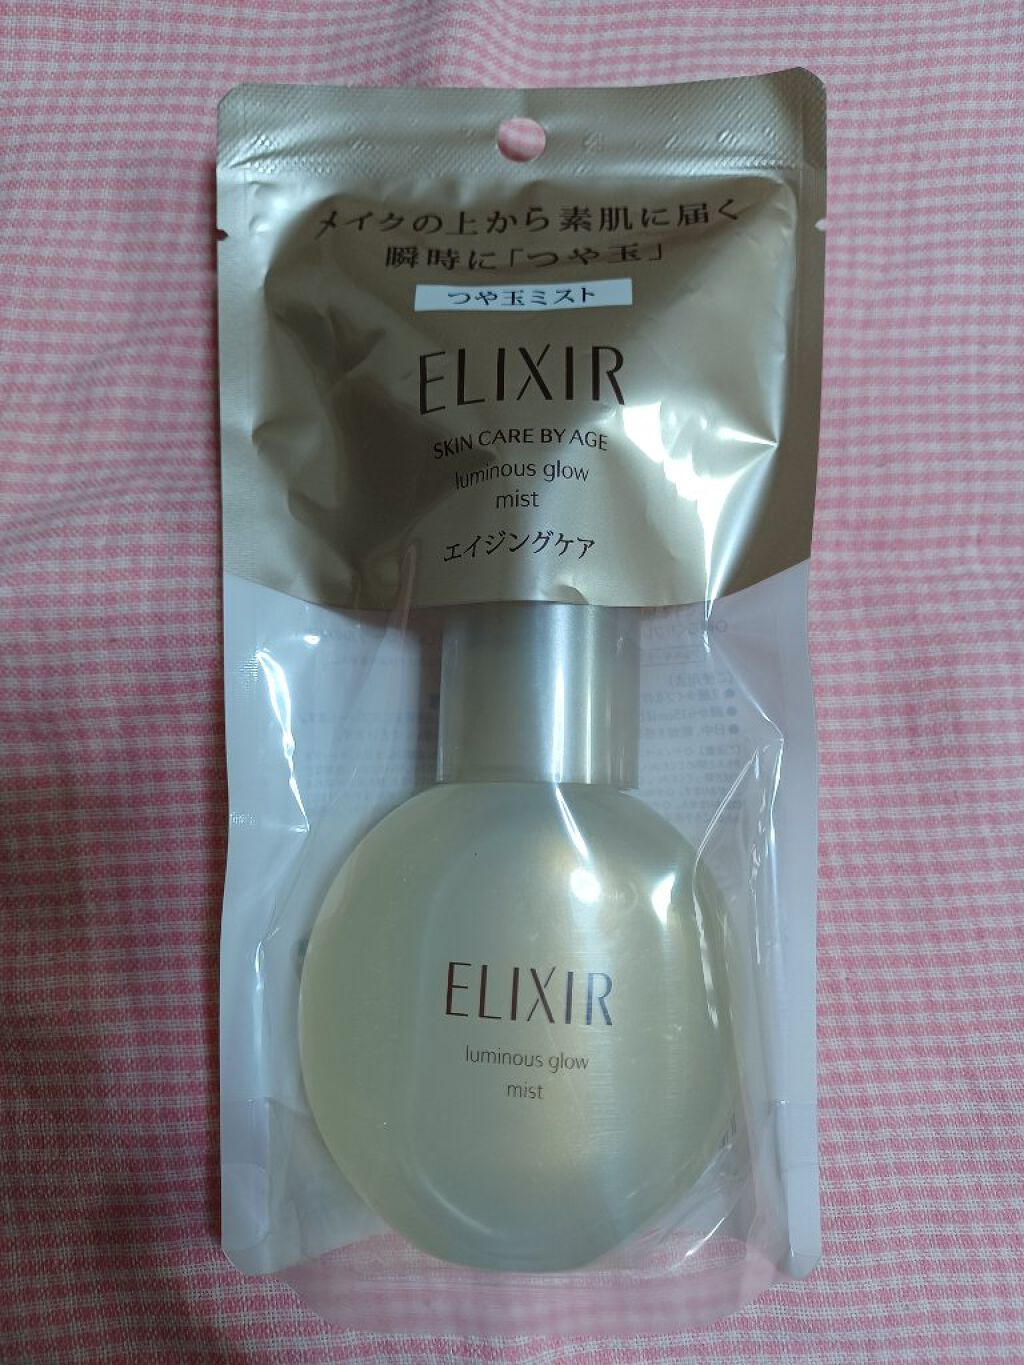 メイクの上から素肌に届く
瞬時に「つや玉」
つや玉ミスト
ELIXIR
SKIN CARE BY AGE
luminous glow
mist
エイジングケア
ELIXIR
luminous glow
mist